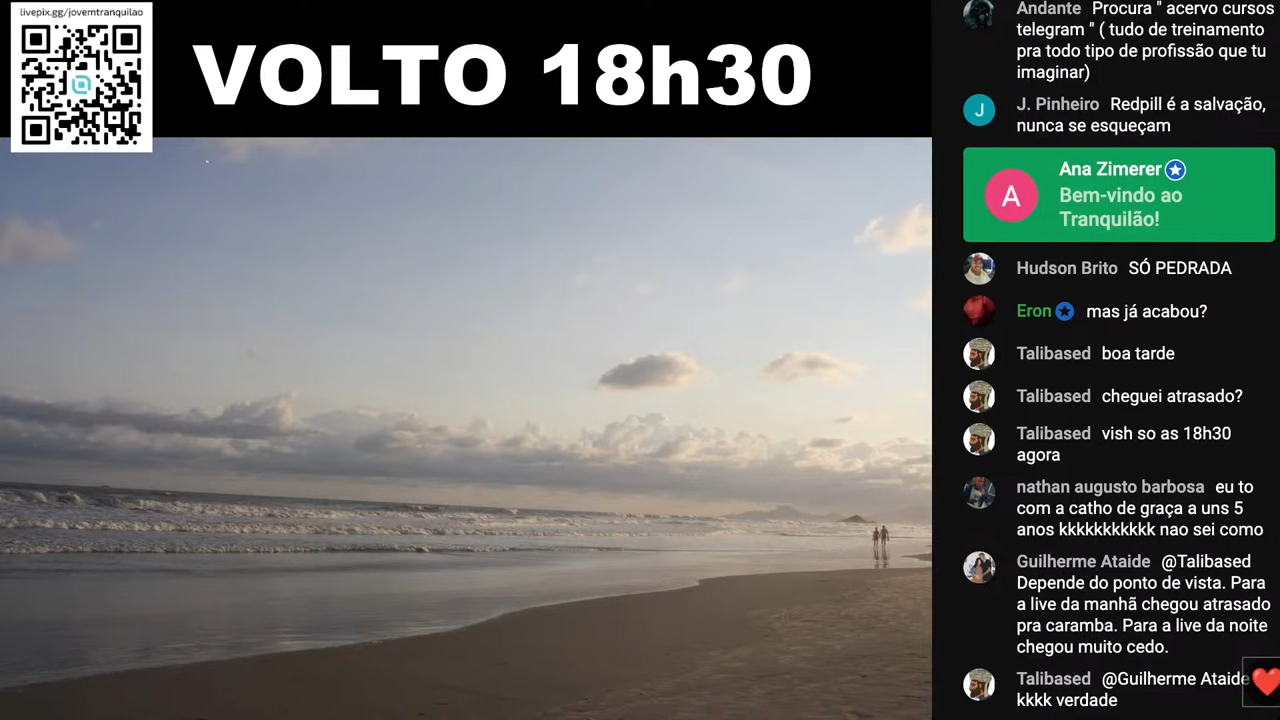 livepix.gg/jovemtranquilao
VOLTO 18h30
Andante Procura " acervo cursos
telegram " ( tudo de treinamento
pra todo tipo de profissão que tu
imaginar)
J
J. Pinheiro Redpill é a salvação,
nunca se esqueçam
A
Ana Zimerer
Bem-vindo ao
Tranquilão!
Hudson Brito SÓ PEDRADA
Eron mas já acabou?
Talibased boa tarde
Talibased cheguei atrasado?
Talibased vish so as 18h30
agora
nathan augusto barbosa eu to
com a catho de graça a uns 5
anos kkkkkkkkkkk nao sei como
Guilherme Ataide @Talibased
Depende do ponto de vista. Para
a live da manhã chegou atrasado
pra caramba. Para a live da noite
chegou muito cedo.
Talibased @Guilherme Ataide
kkkk verdade